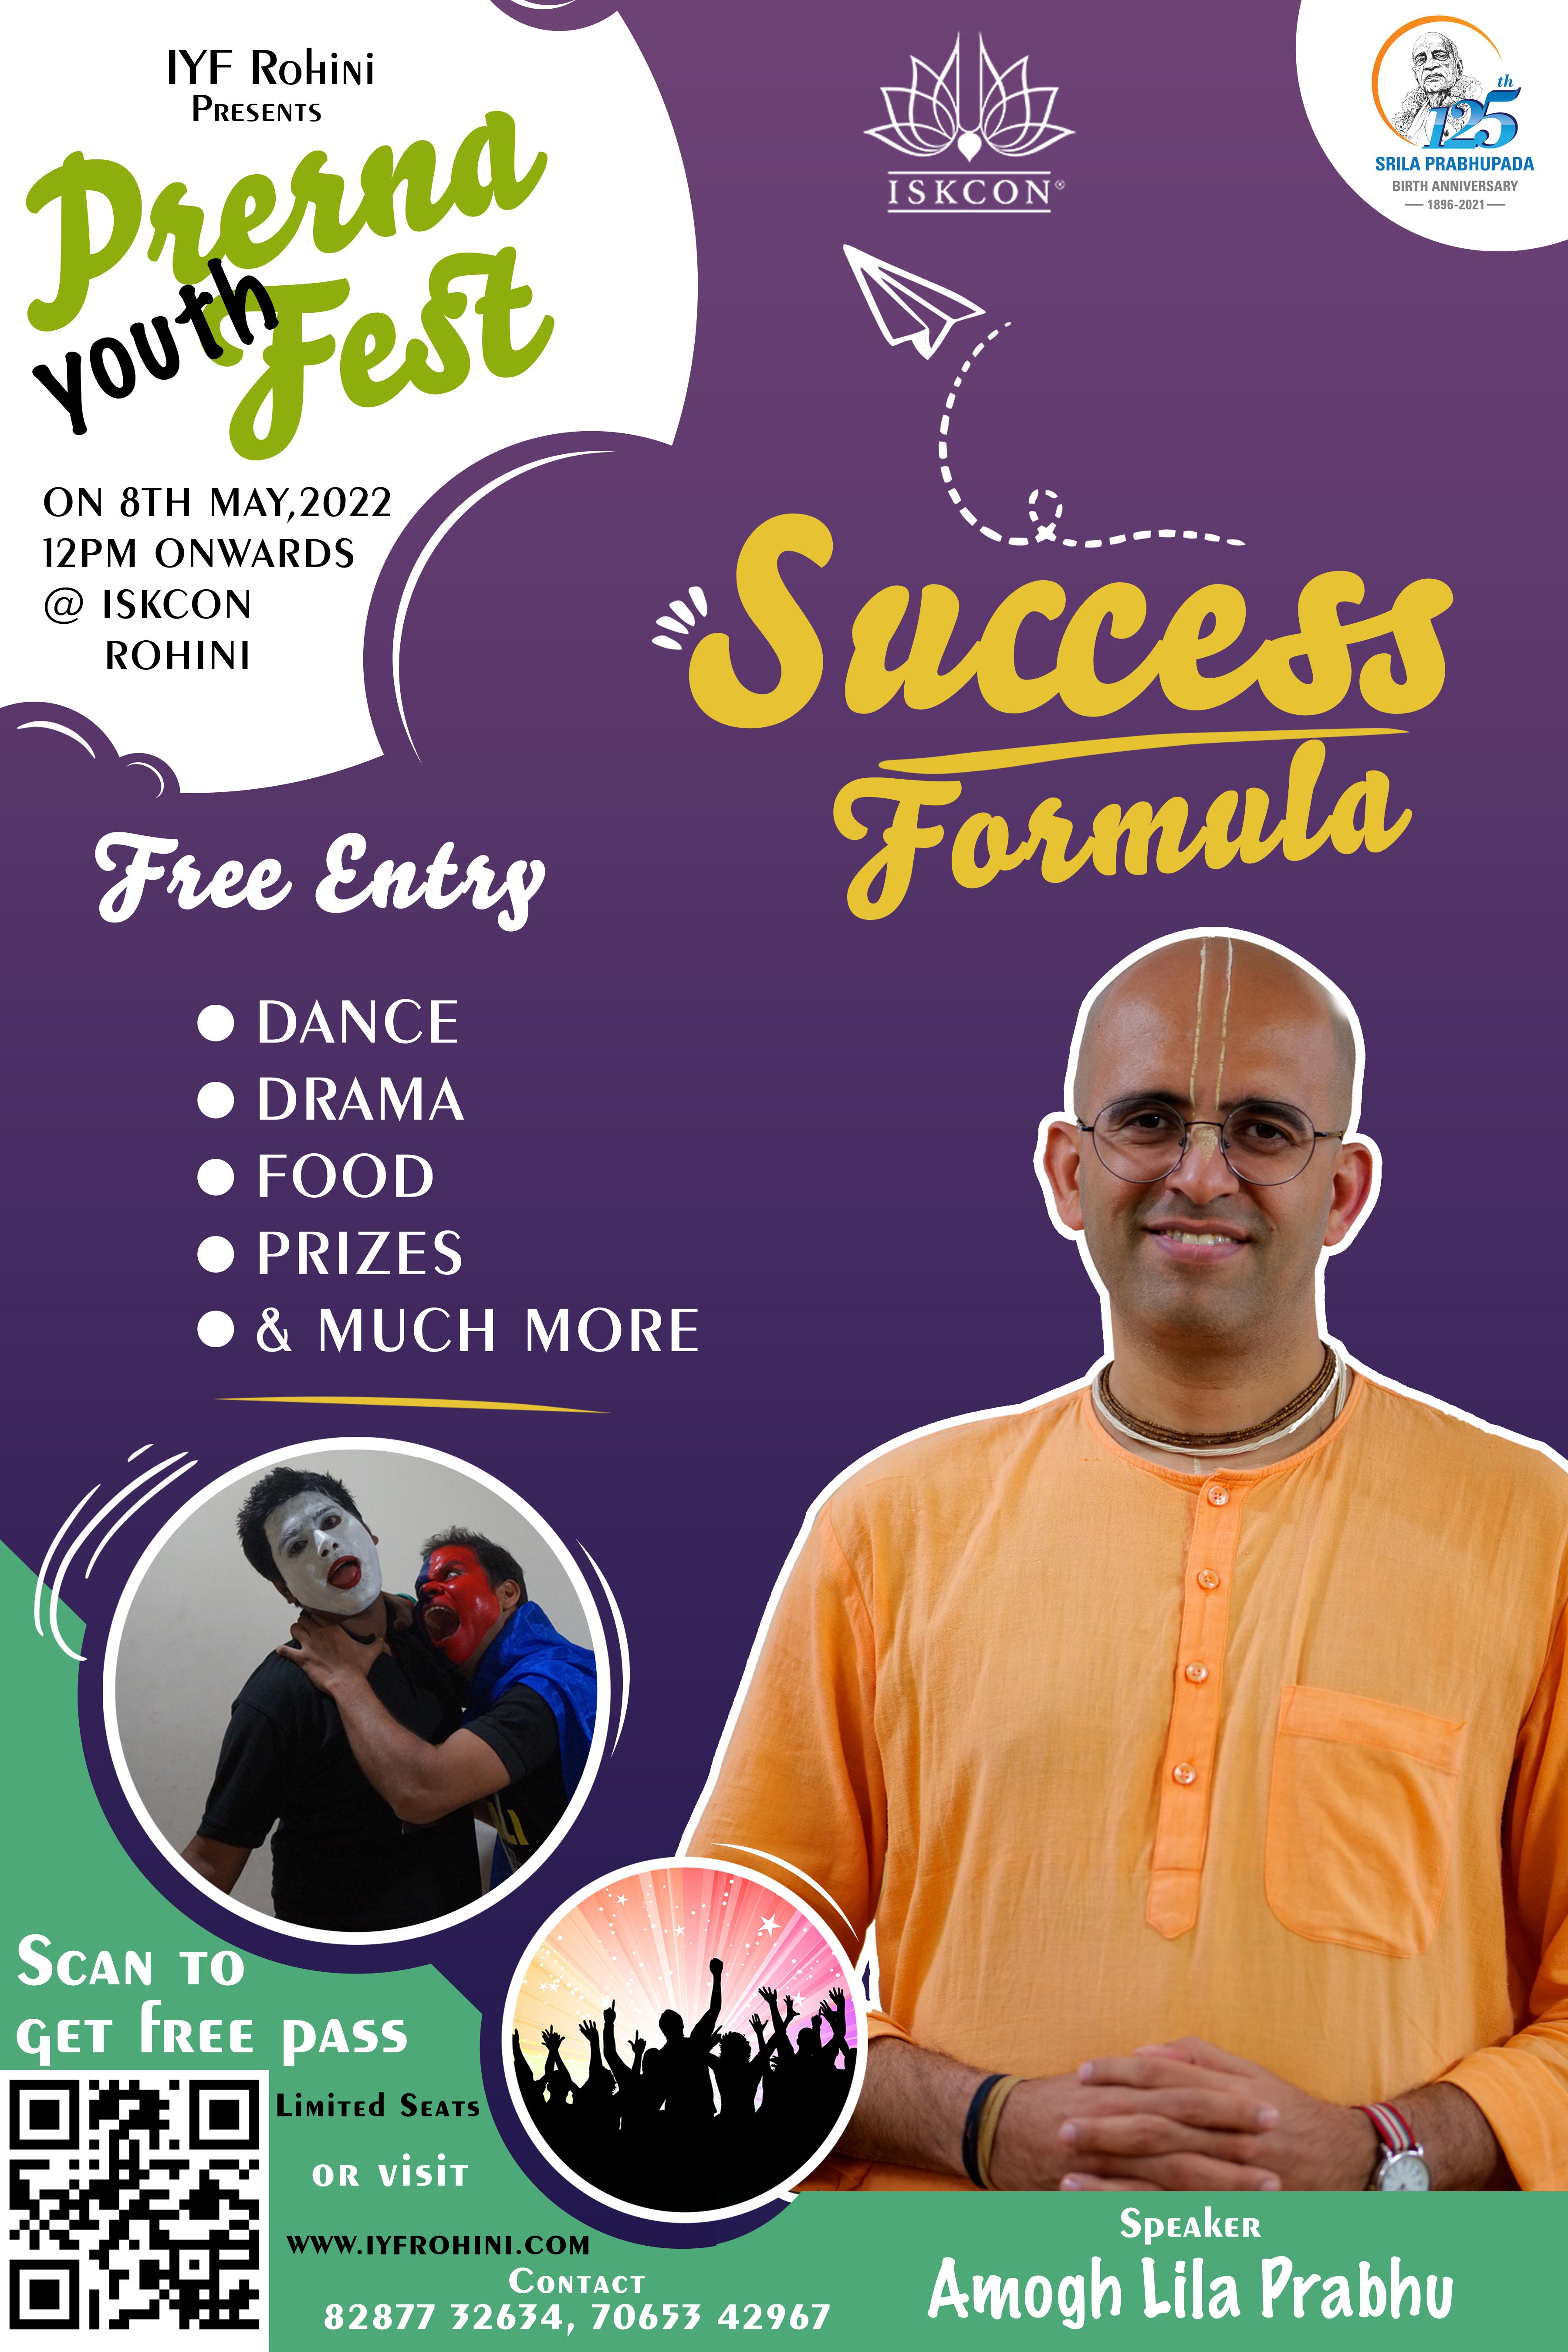 IYF Rohini
Presents
Prerna
youth
Fest
ON 8TH MAY,2022
12PM ONWARDS
@ ISKCON
ROHINI
ISKCON®
125th
SRILA PRABHUPADA
BIRTH ANNIVERSARY
1896-2021
Success
Formula
Free Entry
DANCE
DRAMA
FOOD
PRIZES
& MUCH MORE
Scan to
get free pass
Limited Seats
or visit
www.IYFROHINI.COM
Contact
82877 32634, 70653 42967
Speaker
Amogh Lila Prabhu